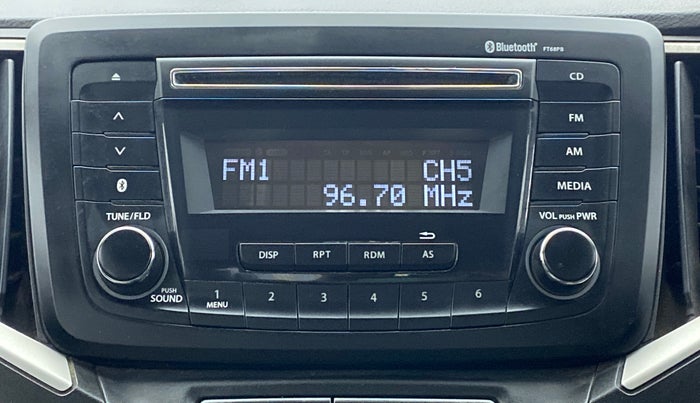 Bluetooth® FT68PB
CD
FM
AM
MEDIA
FM1 CH5
96.70 MHz
TUNE/FLD
VOL PUSH PWR
DISP RPT RDM AS
PUSH
SOUND
1 2 3 4 5 6
MENU